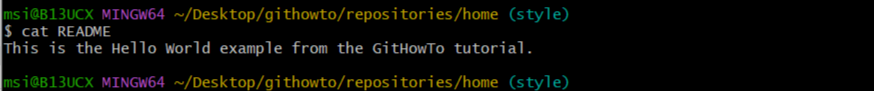 msi@B13UCX MINGW64 ~/Desktop/githowto/repositories/home (style)
$ cat README
This is the Hello World example from the GitHowTo tutorial.
msi@B13UCX MINGW64 ~/Desktop/githowto/repositories/home (style)